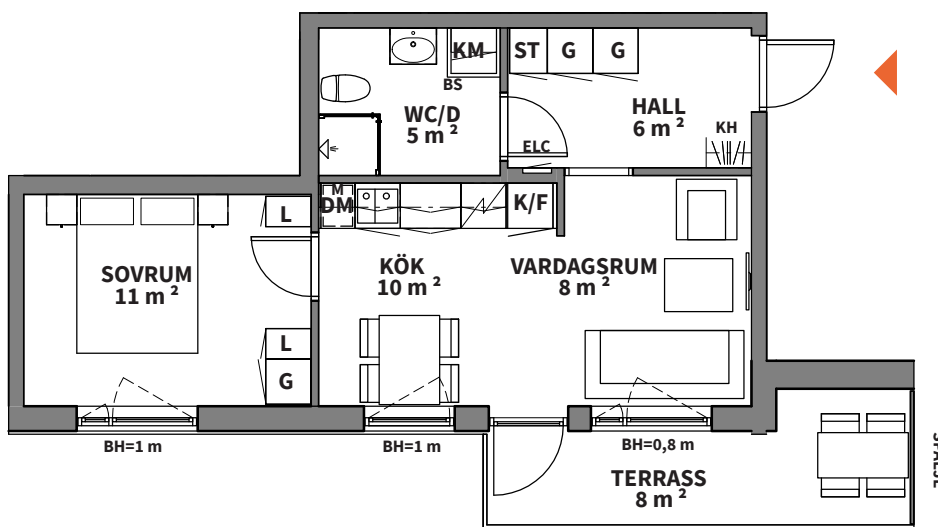 KM
ST
G
G
BS
WC/D
5 m²
HALL
6 m²
KH
ELC
M
DM
K/F
L
SOVRUM
11 m²
KÖK
10 m²
VARDAGSRUM
8 m²
L
G
BH=1 m
BH=1 m
BH=0,8 m
TERRASS
8 m²